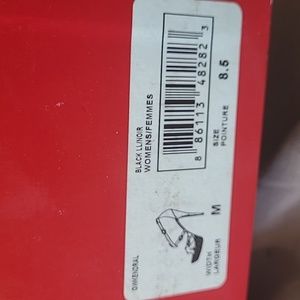 BLACK LLNOIR
WOMENS/FEMMES
8 86113 48282 3
SIZE
POINTURE
8.5
WIDTH
LARGEUR
M